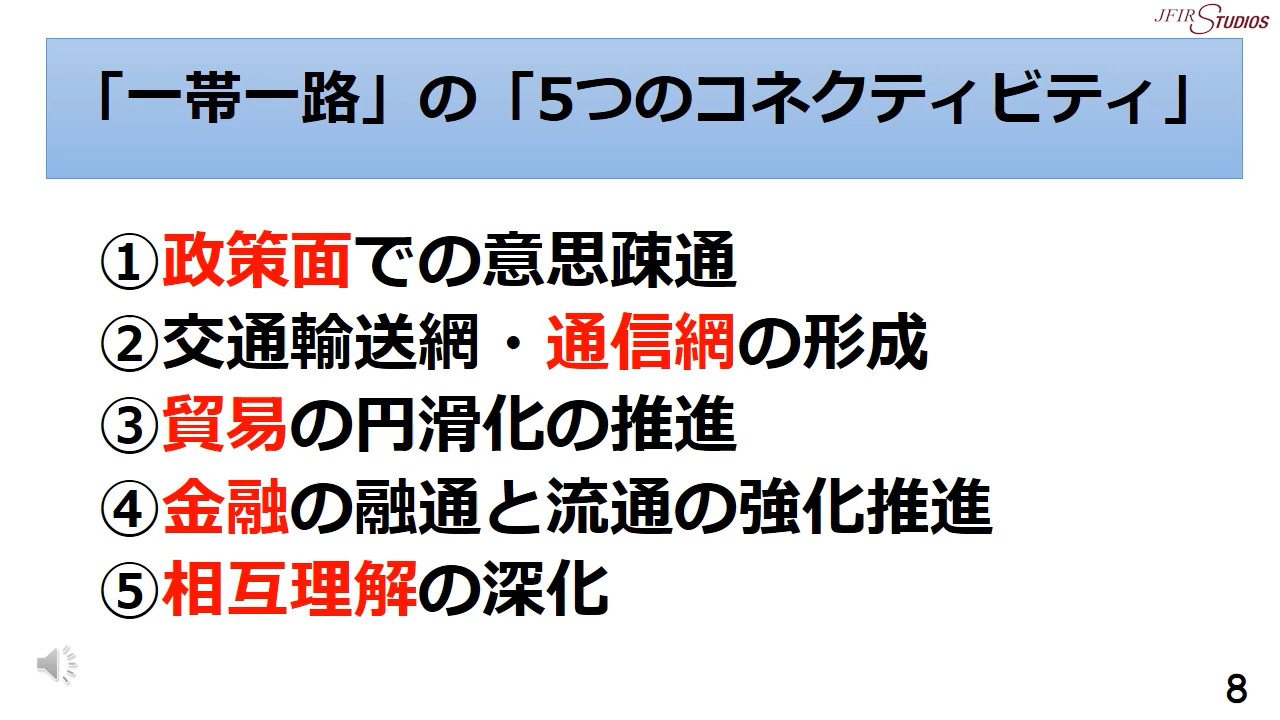 JFIR STUDIOS
「一帯一路」の「5つのコネクティビティ」
①政策面での意思疎通
②交通輸送網・通信網の形成
③貿易の円滑化の推進
④金融の融通と流通の強化推進
⑤相互理解の深化
8